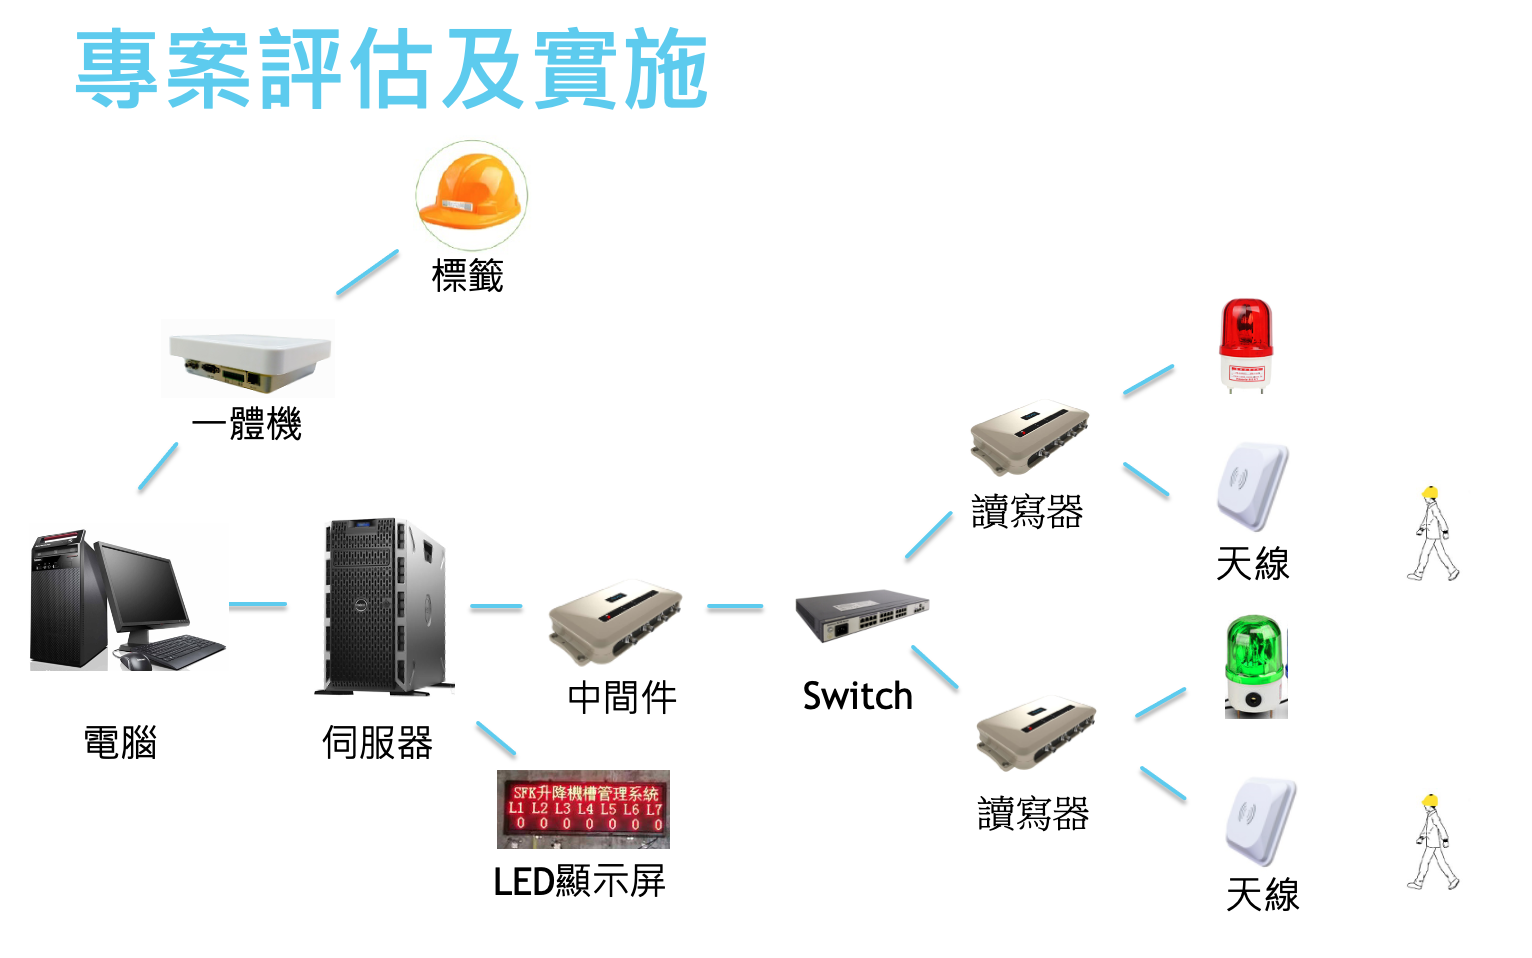 專案評估及實施
標籤
一體機
讀寫器
天線
電腦
伺服器
中間件
Switch
SFK升降機槽管理系統
L1 L2 L3 L4 L5 L6 L7
0 0 0 0 0 0 0
LED顯示屏
讀寫器
天線